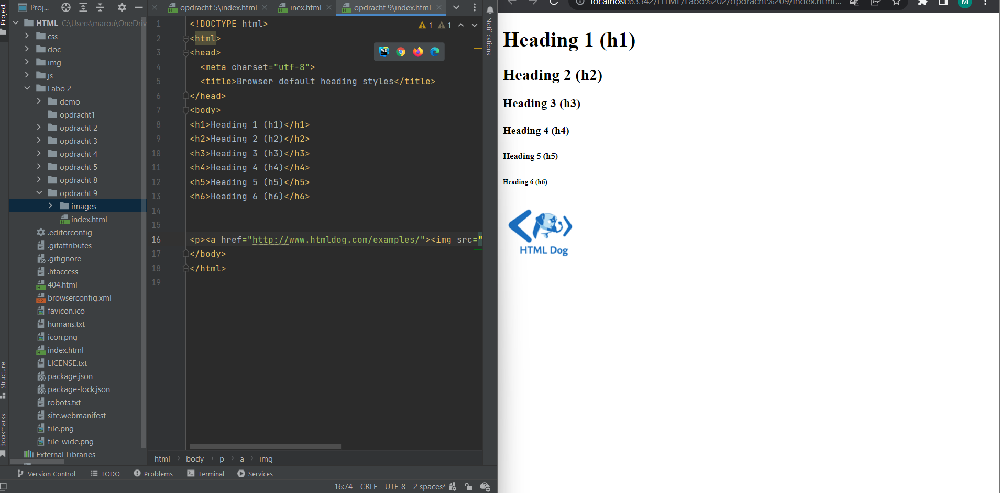 Project
Proj...
opdracht 5\index.html
inex.html
opdracht 9\index.html
Notifications
HTML C:\Users\marou\OneDriv
css
doc
img
js
Labo 2
demo
opdracht1
opdracht 2
opdracht 3
opdracht 4
opdracht 5
opdracht 8
opdracht 9
images
index.html
.editorconfig
.gitattributes
.gitignore
.htaccess
404.html
browserconfig.xml
favicon.ico
humans.txt
icon.png
index.html
LICENSE.txt
package.json
package-lock.json
robots.txt
site.webmanifest
tile.png
tile-wide.png
External Libraries
Structure
Bookmarks
1 <!DOCTYPE html>
2 <html>
3 <head>
4 <meta charset="utf-8">
5 <title>Browser default heading styles</title>
6 </head>
7 <body>
8 <h1>Heading 1 (h1)</h1>
9 <h2>Heading 2 (h2)</h2>
10 <h3>Heading 3 (h3)</h3>
11 <h4>Heading 4 (h4)</h4>
12 <h5>Heading 5 (h5)</h5>
13 <h6>Heading 6 (h6)</h6>
14
15
16 <p><a href="http://www.htmldog.com/examples/"><img src="
17 </body>
18 </html>
19
1 1
WS
html › body › p › a › img
Version Control TODO Problems Terminal Services
16:74 CRLF UTF-8 2 spaces*
localhost:63342/HTML/Labo%202/opdracht%209/index.html...
M
Heading 1 (h1)
Heading 2 (h2)
Heading 3 (h3)
Heading 4 (h4)
Heading 5 (h5)
Heading 6 (h6)
HTML Dog